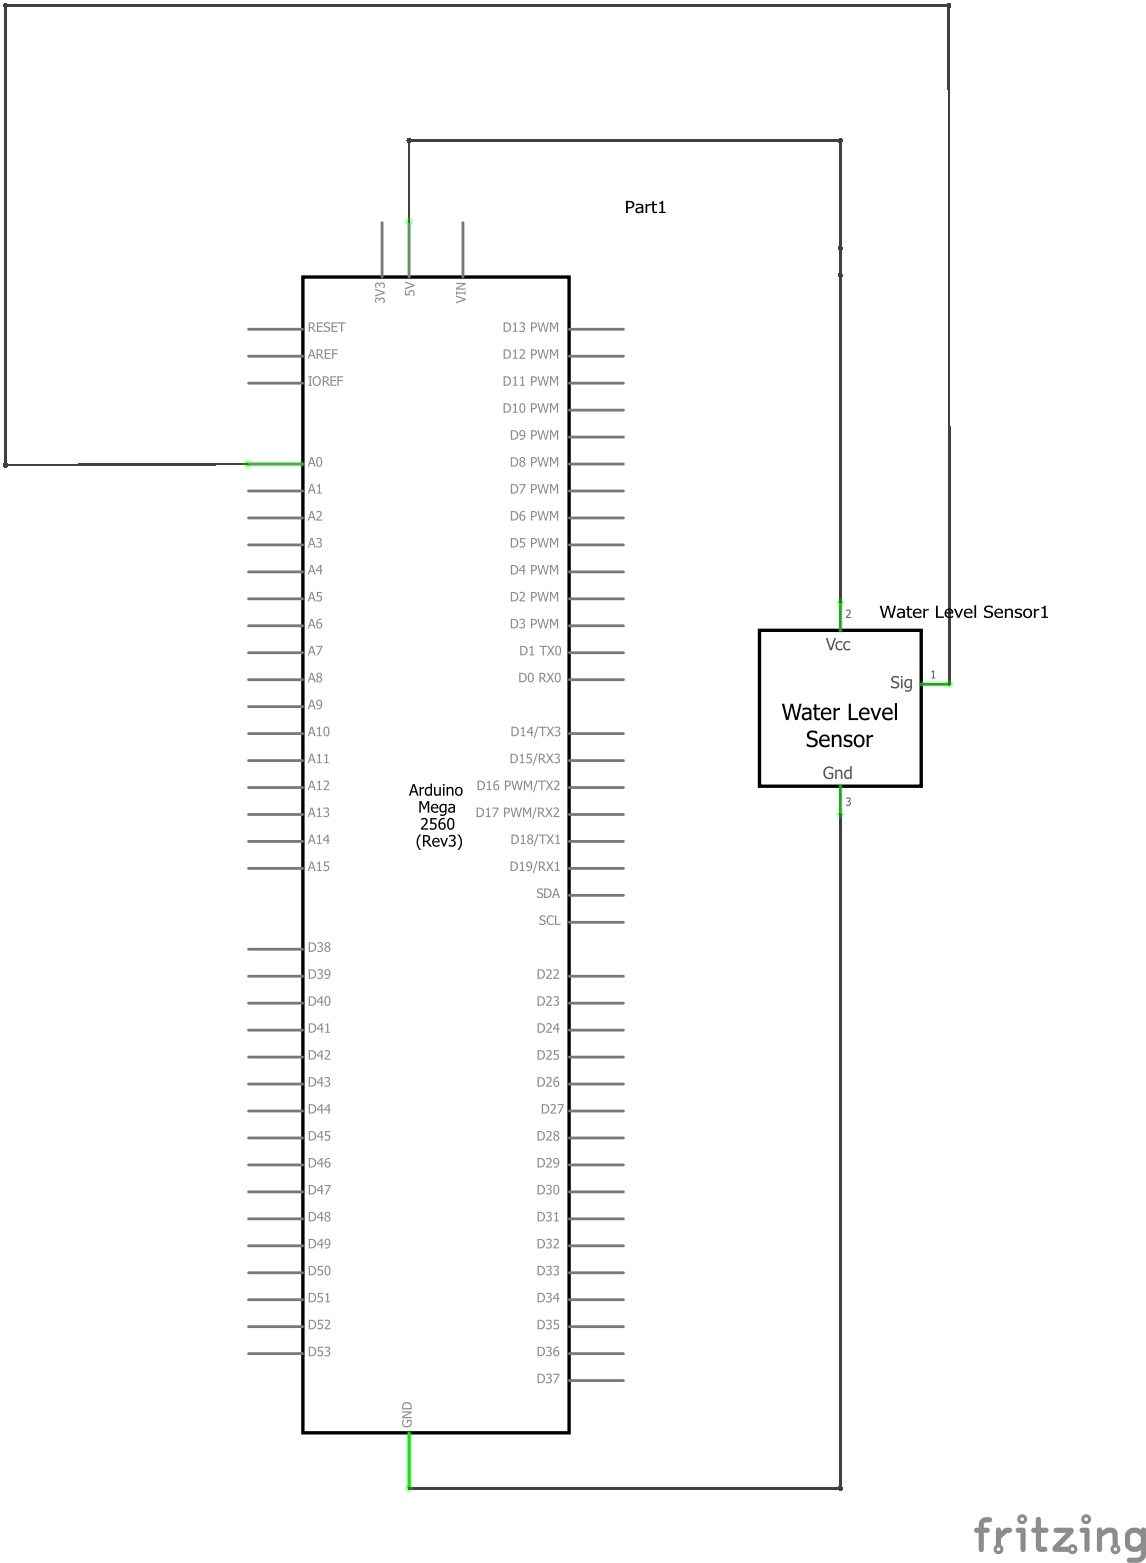 Part1
3V3
5V
VIN
RESET
AREF
IOREF
A0
A1
A2
A3
A4
A5
A6
A7
A8
A9
A10
A11
A12
A13
A14
A15
D38
D39
D40
D41
D42
D43
D44
D45
D46
D47
D48
D49
D50
D51
D52
D53
Arduino
Mega
2560
(Rev3)
D13 PWM
D12 PWM
D11 PWM
D10 PWM
D9 PWM
D8 PWM
D7 PWM
D6 PWM
D5 PWM
D4 PWM
D2 PWM
D3 PWM
D1 TX0
D0 RX0
D14/TX3
D15/RX3
D16 PWM/TX2
D17 PWM/RX2
D18/TX1
D19/RX1
SDA
SCL
D22
D23
D24
D25
D26
D27
D28
D29
D30
D31
D32
D33
D34
D35
D36
D37
GND
Water Level Sensor1
2
Vcc
1
Sig
Water Level
Sensor
Gnd
3
fritzing